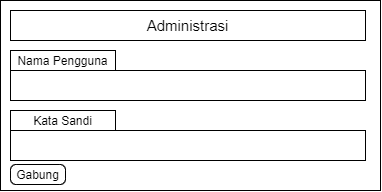 Administrasi
Nama Pengguna
Kata Sandi
Gabung